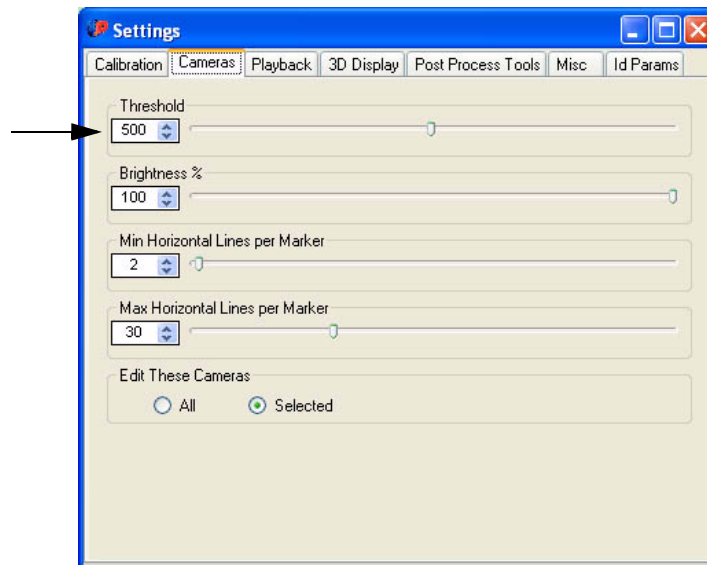 Settings
Calibration Cameras Playback 3D Display Post Process Tools Misc Id Params
Threshold
500
Brightness %
100
Min Horizontal Lines per Marker
2
Max Horizontal Lines per Marker
30
Edit These Cameras
All Selected